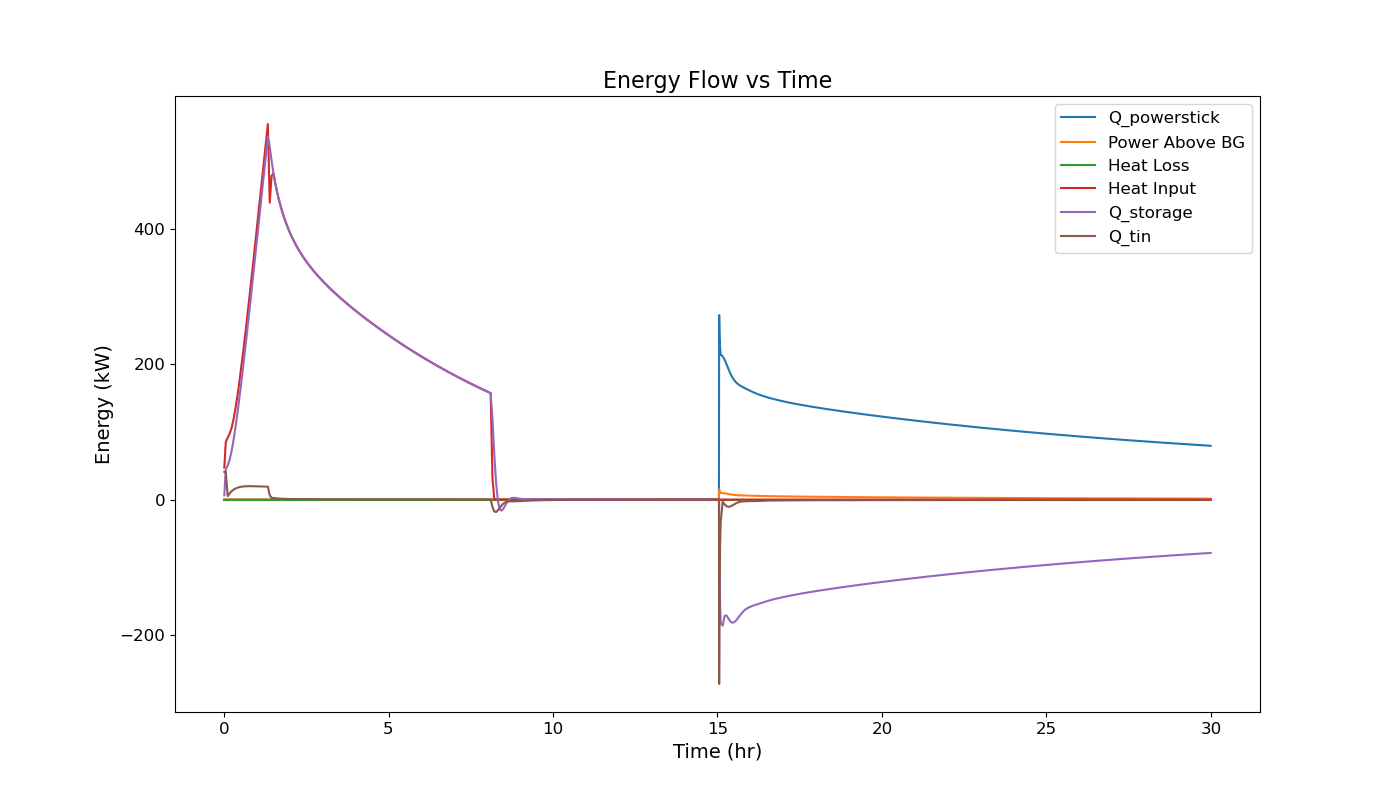 Energy Flow vs Time
Q_powerstick
Power Above BG
Heat Loss
Heat Input
Q_storage
Q_tin
Energy (kW)
400
200
0
−200
0 5 10 15 20 25 30
Time (hr)